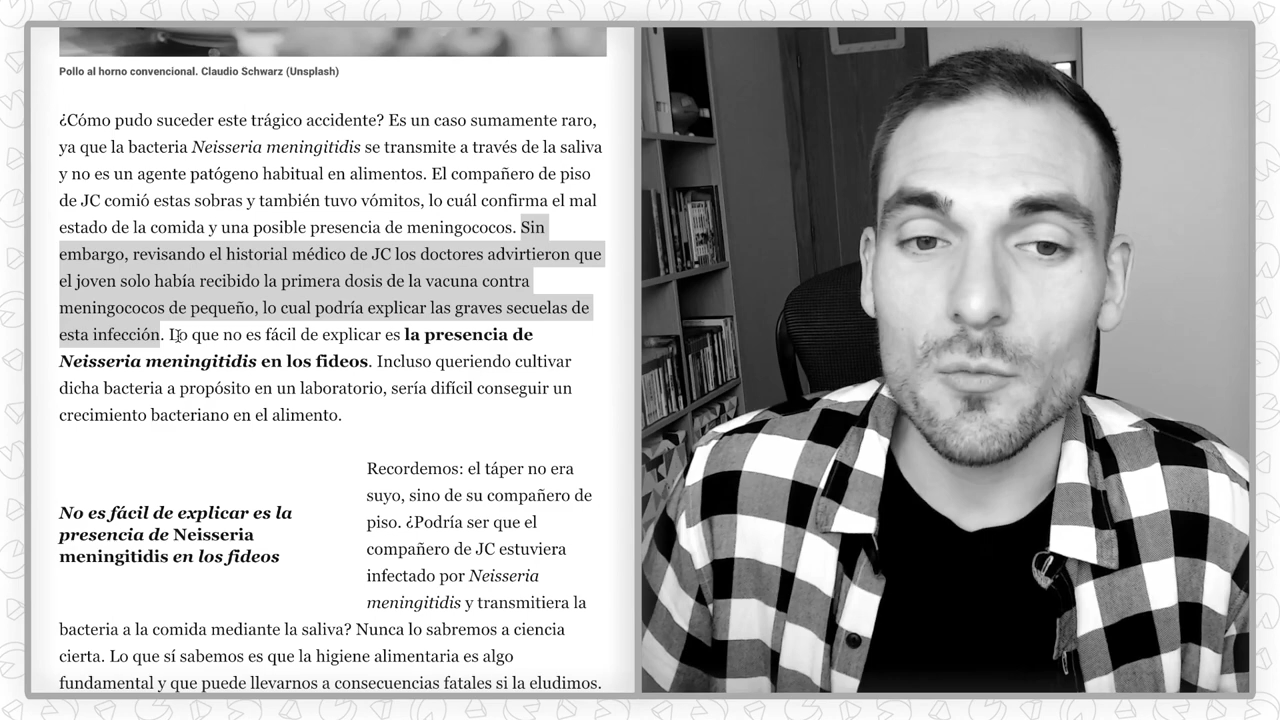 Pollo al horno convencional. Claudio Schwarz (Unsplash)
¿Cómo pudo suceder este trágico accidente? Es un caso sumamente raro,
ya que la bacteria Neisseria meningitidis se transmite a través de la saliva
y no es un agente patógeno habitual en alimentos. El compañero de piso
de JC comió estas sobras y también tuvo vómitos, lo cuál confirma el mal
estado de la comida y una posible presencia de meningococos. Sin
embargo, revisando el historial médico de JC los doctores advirtieron que
el joven solo había recibido la primera dosis de la vacuna contra
meningococos de pequeño, lo cual podría explicar las graves secuelas de
esta infección. Lo que no es fácil de explicar es la presencia de
Neisseria meningitidis en los fideos. Incluso queriendo cultivar
dicha bacteria a propósito en un laboratorio, sería difícil conseguir un
crecimiento bacteriano en el alimento.
No es fácil de explicar es la
presencia de Neisseria
meningitidis en los fideos
Recordemos: el táper no era
suyo, sino de su compañero de
piso. ¿Podría ser que el
compañero de JC estuviera
infectado por Neisseria
meningitidis y transmitiera la
bacteria a la comida mediante la saliva? Nunca lo sabremos a ciencia
cierta. Lo que sí sabemos es que la higiene alimentaria es algo
fundamental y que puede llevarnos a consecuencias fatales si la eludimos.